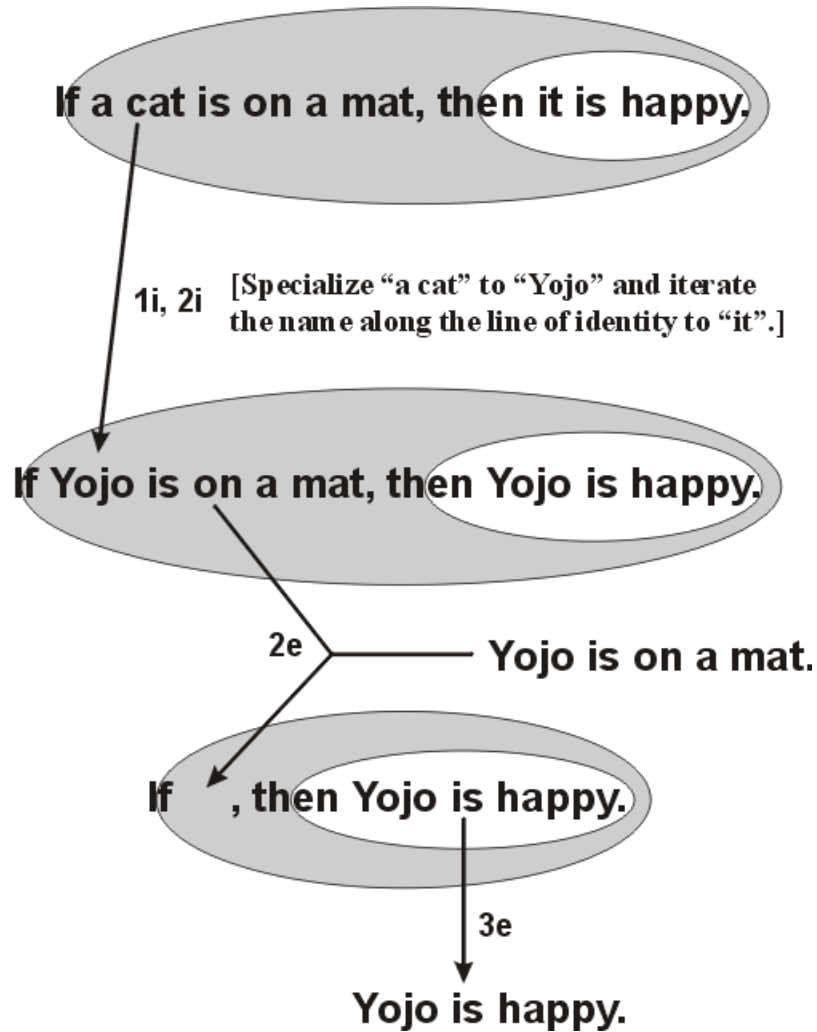 If a cat is on a mat, then it is happy.
1i, 2i
[Specialize “a cat” to “Yojo” and iterate
the name along the line of identity to “it”.]
If Yojo is on a mat, then Yojo is happy.
2e
Yojo is on a mat.
If , then Yojo is happy.
3e
Yojo is happy.